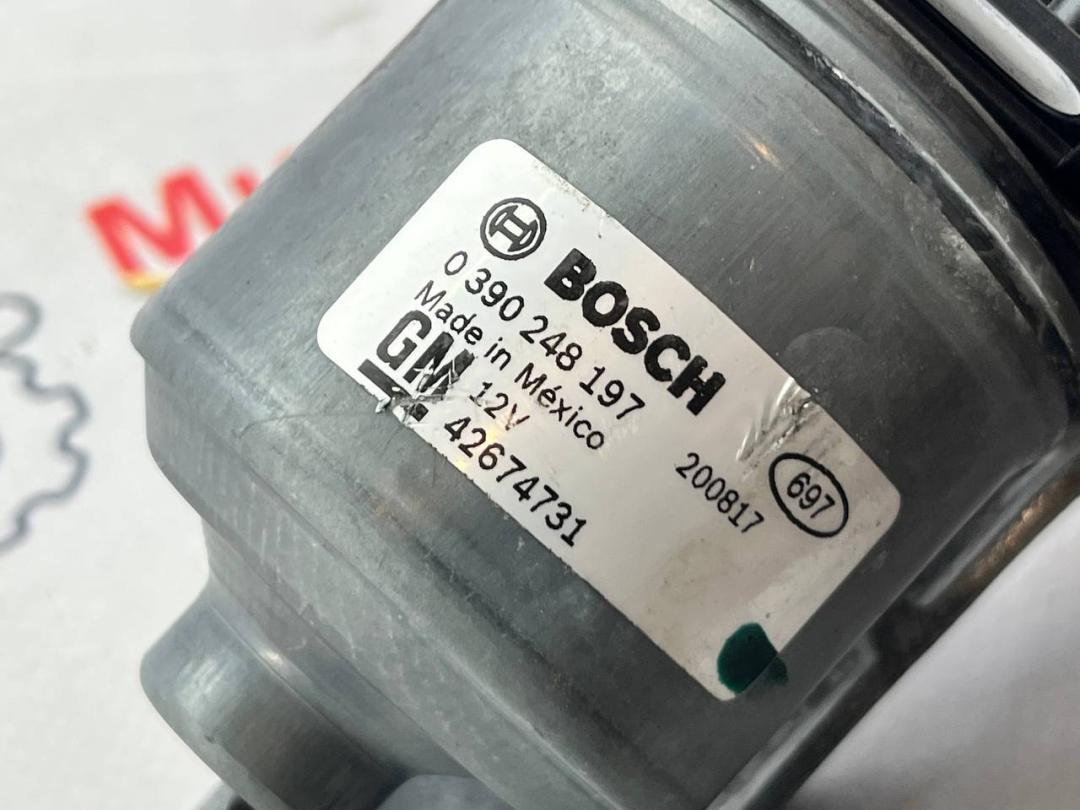 BOSCH
0 390 248 197
Made in México
GM 12V
42674731
200817
697